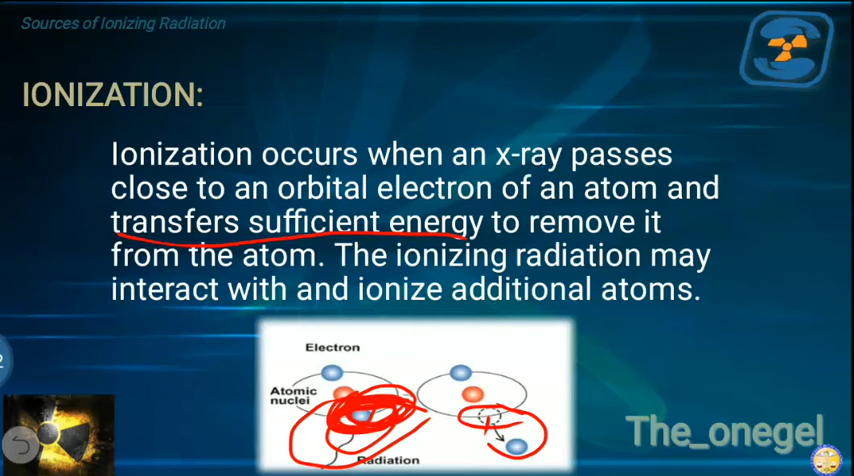 Sources of Ionizing Radiation
IONIZATION:
Ionization occurs when an x-ray passes
close to an orbital electron of an atom and
transfers sufficient energy to remove it
from the atom. The ionizing radiation may
interact with and ionize additional atoms.
Electron
Atomic
nuclei
Radiation
The_onegel
2